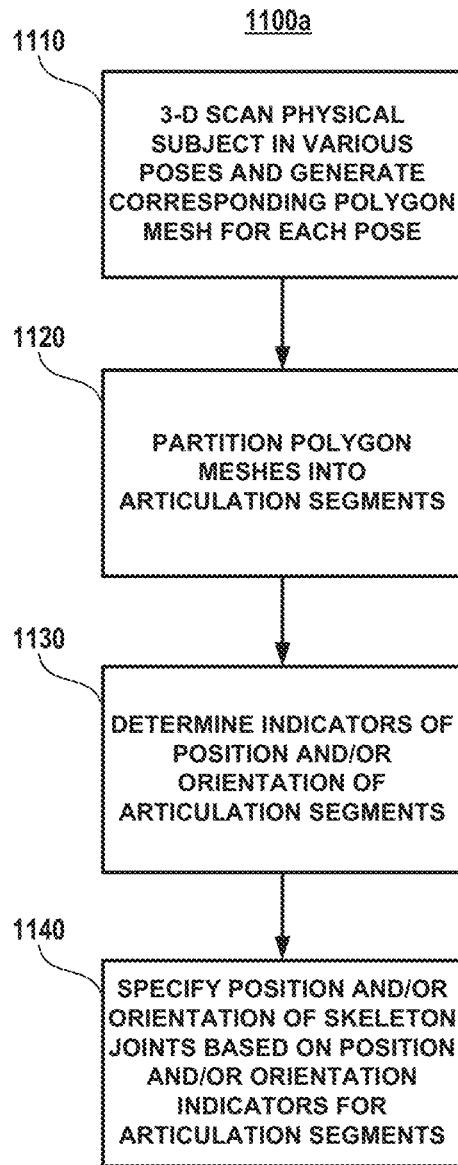 1100a
1110
3-D SCAN PHYSICAL
SUBJECT IN VARIOUS
POSES AND GENERATE
CORRESPONDING POLYGON
MESH FOR EACH POSE
1120
PARTITION POLYGON
MESHES INTO
ARTICULATION SEGMENTS
1130
DETERMINE INDICATORS OF
POSITION AND/OR
ORIENTATION OF
ARTICULATION SEGMENTS
1140
SPECIFY POSITION AND/OR
ORIENTATION OF SKELETON
JOINTS BASED ON POSITION
AND/OR ORIENTATION
INDICATORS FOR
ARTICULATION SEGMENTS